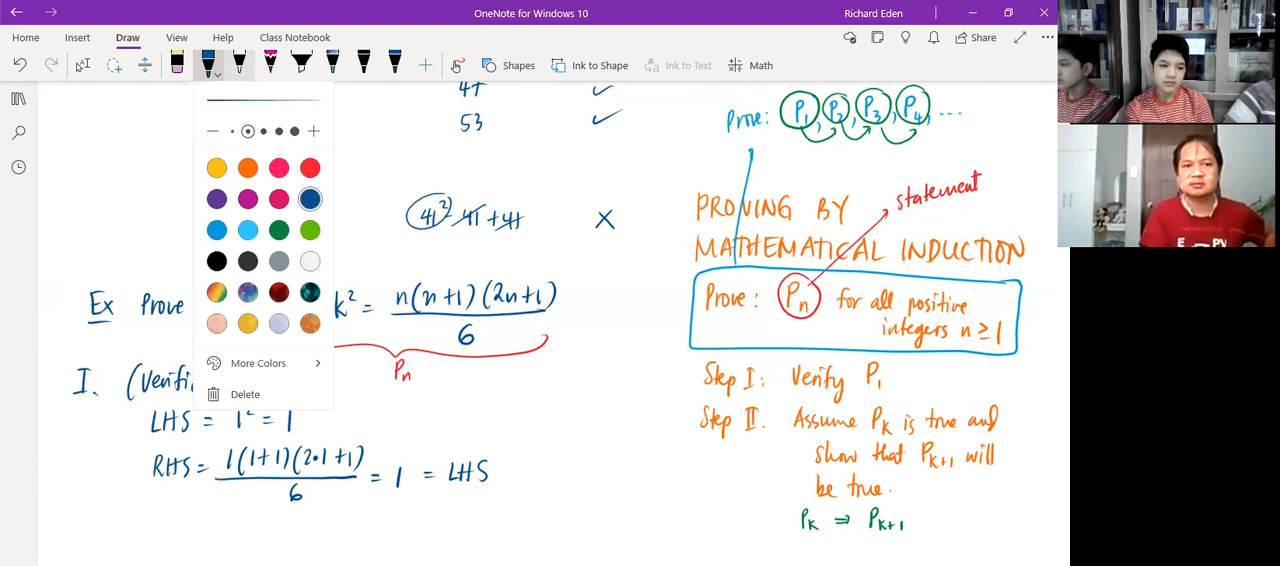 OneNote for Windows 10
Richard Eden
Home Insert Draw View Help Class Notebook
Share
Shapes Ink to Shape Ink to Text Math
47 ✓
53 ✓
41² - 41 + 41 ×
Ex Prove k² = n(n+1)(2n+1)
6
Pn
I. (Verifi
LHS = 1² = 1
RHS = 1(1+1)(2•1+1) = 1 = LHS
6
More Colors
Delete
Prove: P1, P2, P3, P4, ...
statement
PROVING BY
MATHEMATICAL INDUCTION
Prove: Pn for all positive
integers n ≥ 1
Step I: Verify P1
Step II. Assume Pk is true and
show that Pk+1 will
be true.
Pk ⇒ Pk+1